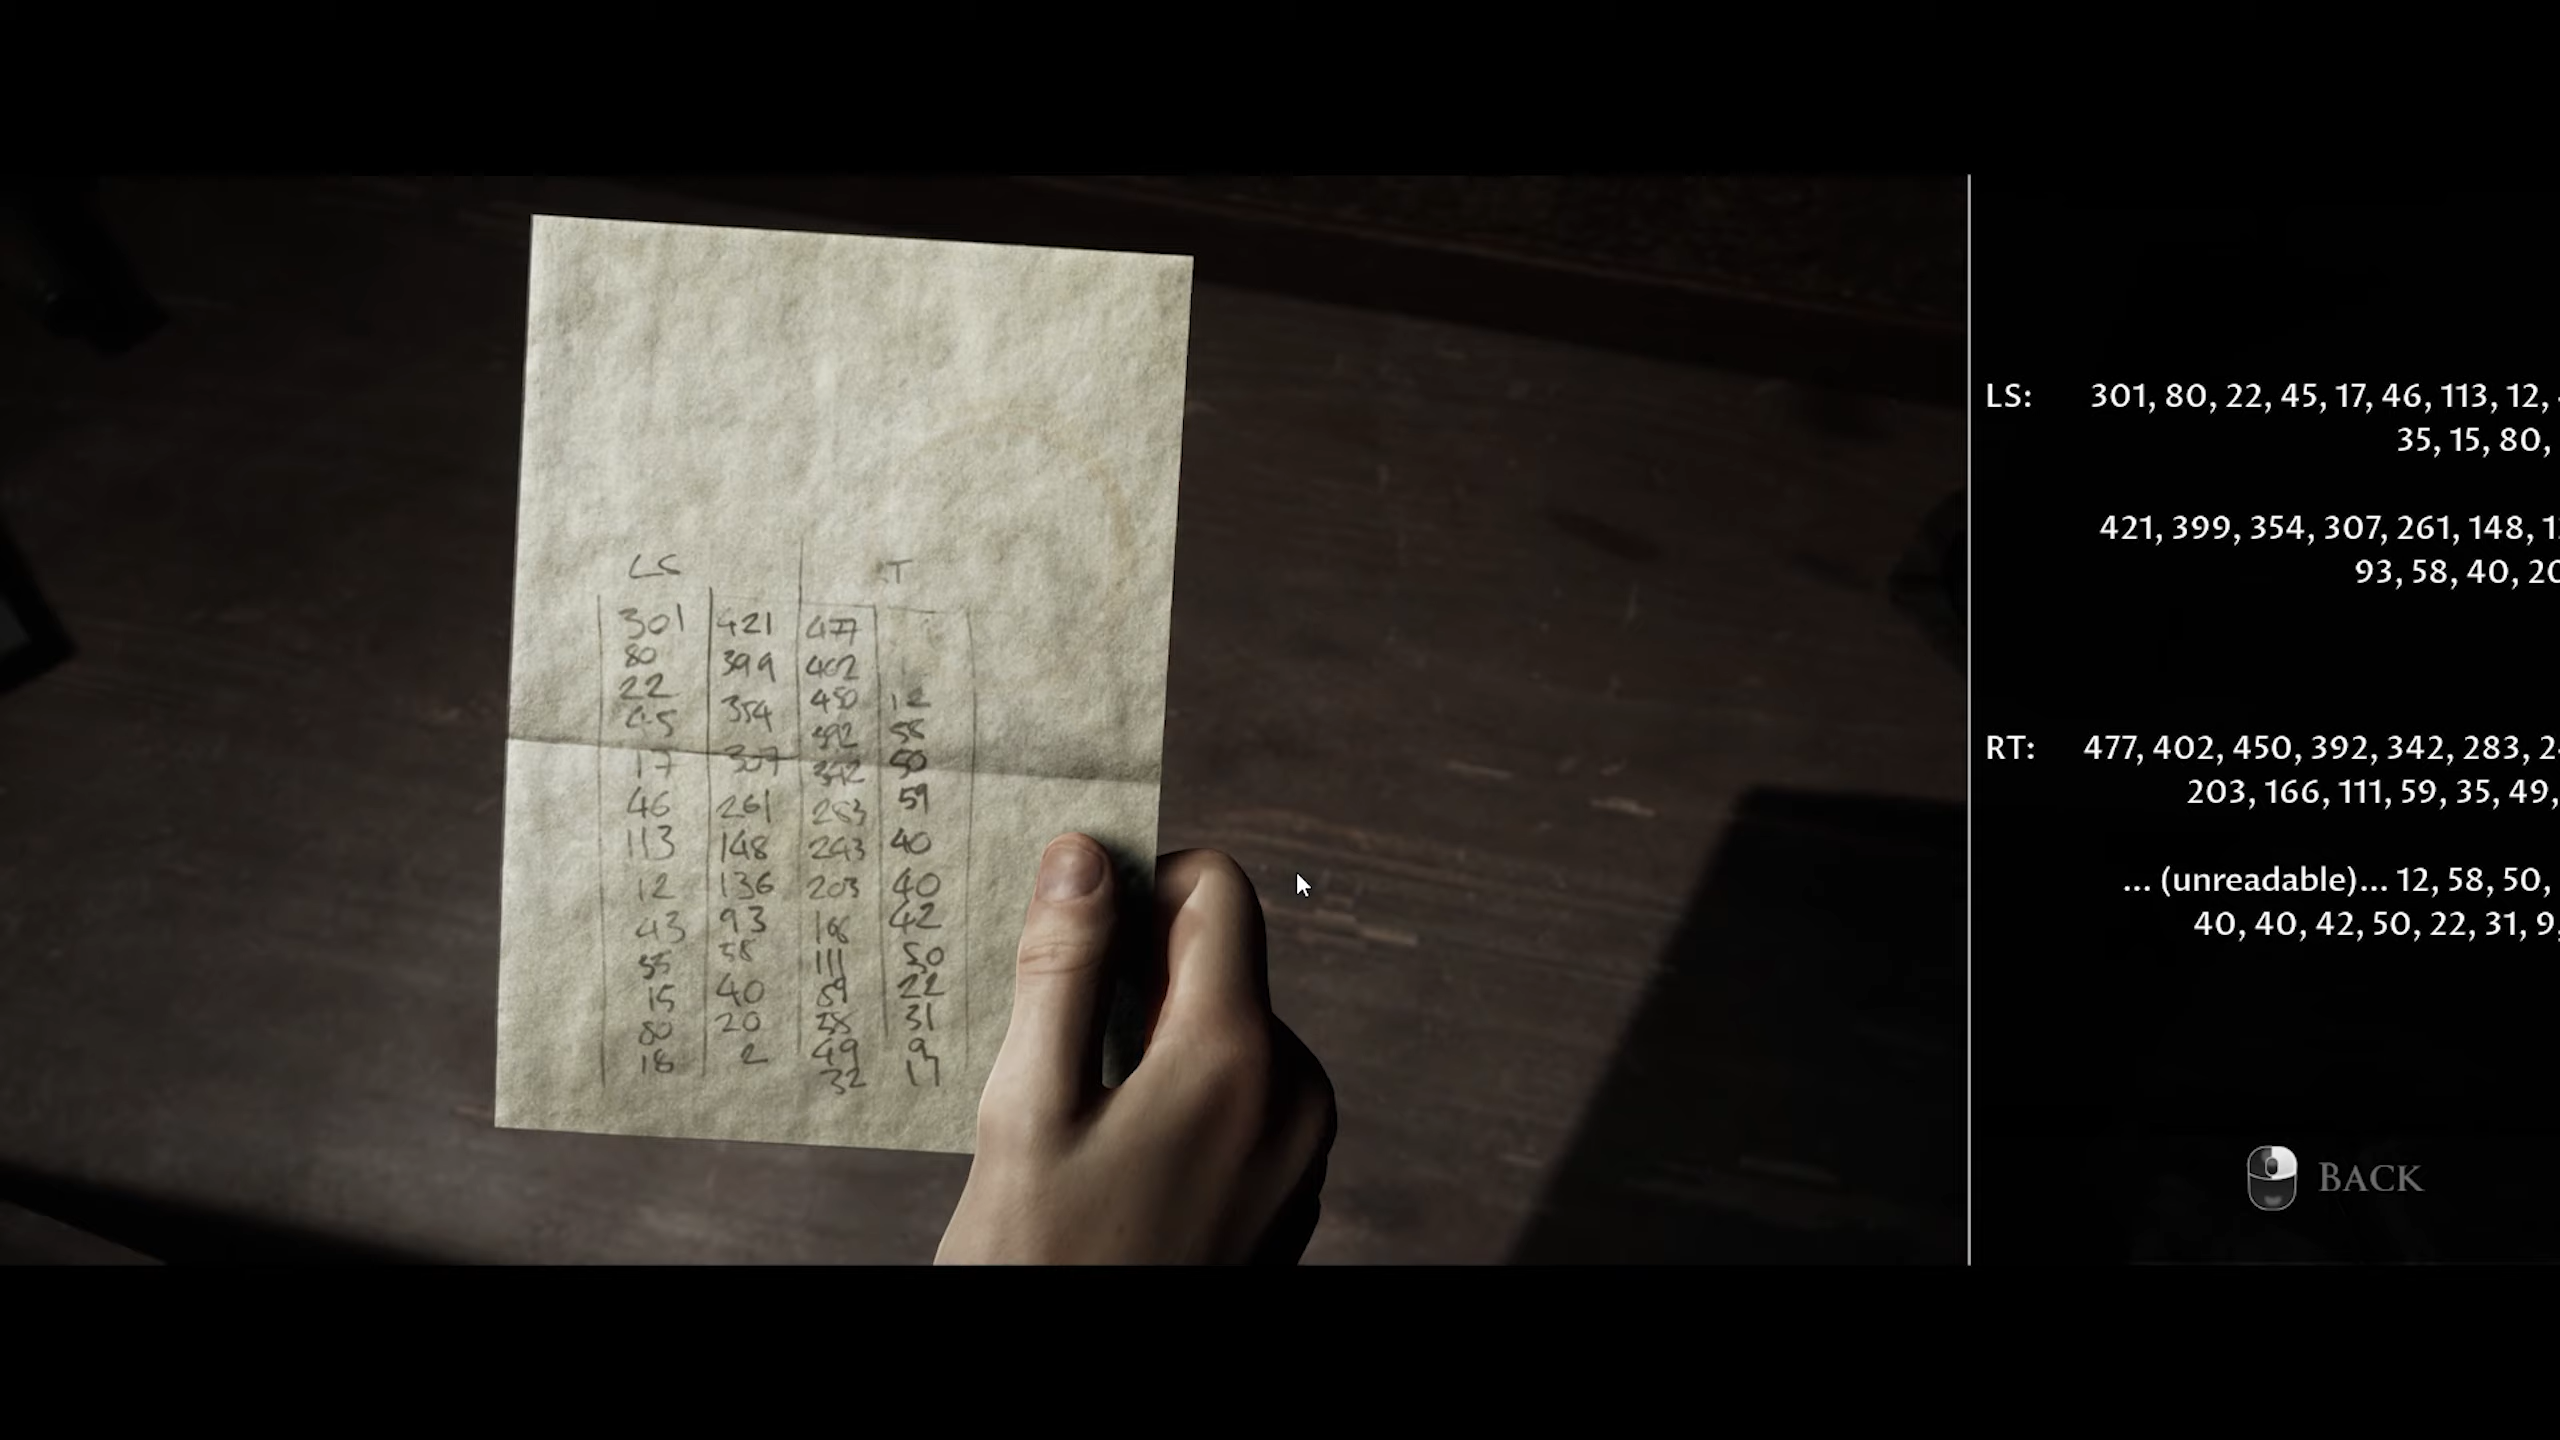 LS T
301 421 477
80 399 402
22 354 450 12
45 392 58
17 307 342 50
46 261 283 59
113 148 243 40
12 136 203 40
43 93 42
58 111 50
15 40 59 22
80 20 31
18 2 49 9
32 17
LS: 301, 80, 22, 45, 17, 46, 113, 12,
35, 15, 80,
421, 399, 354, 307, 261, 148, 1
93, 58, 40, 20
RT: 477, 402, 450, 392, 342, 283, 2
203, 166, 111, 59, 35, 49,
... (unreadable)... 12, 58, 50,
40, 40, 42, 50, 22, 31, 9,
BACK